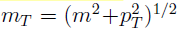 m_T = (m^2+p_T^2)^{1/2}